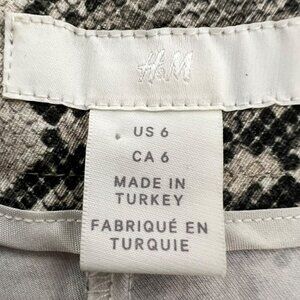 H&M
US 6
CA 6
MADE IN
TURKEY
FABRIQUÉ EN
TURQUIE